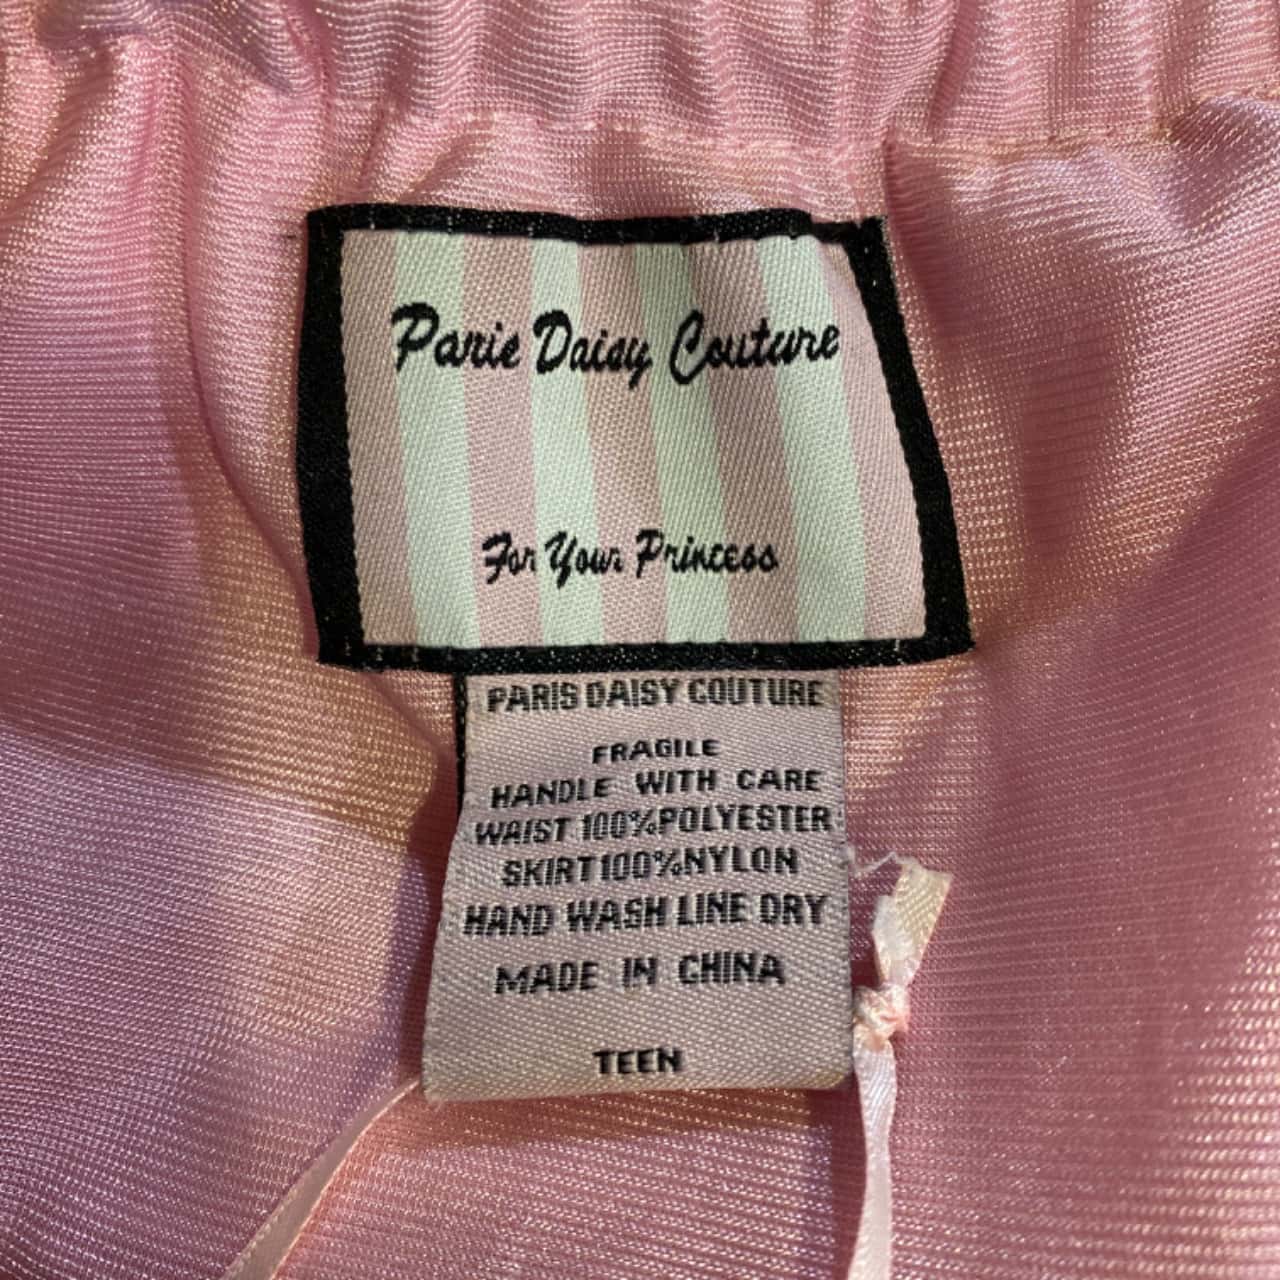 Paris Daisy Couture
For Your Princess
PARIS DAISY COUTURE
FRAGILE
HANDLE WITH CARE
WAIST 100%POLYESTER
SKIRT100%NYLON
HAND WASH LINE DRY
MADE IN CHINA
TEEN